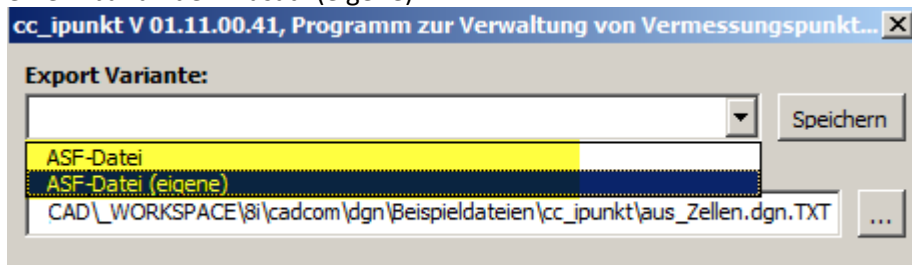 cc_ipunkt V 01.11.00.41, Programm zur Verwaltung von Vermessungspunkt...
Export Variante:
Speichern
ASF-Datei
ASF-Datei (eigene)
CAD\_WORKSPACE\8i\cadcom\dgn\Beispieldateien\cc_ipunkt\aus_Zellen.dgn.TXT
...